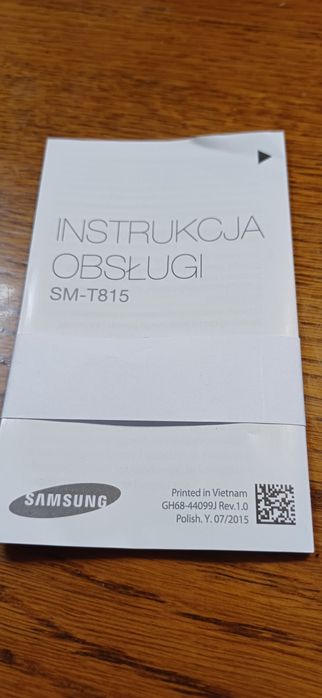 INSTRUKCJA
OBSŁUGI
SM-T815
SAMSUNG
Printed in Vietnam
GH68-44099J Rev.1.0
Polish. Y. 07/2015